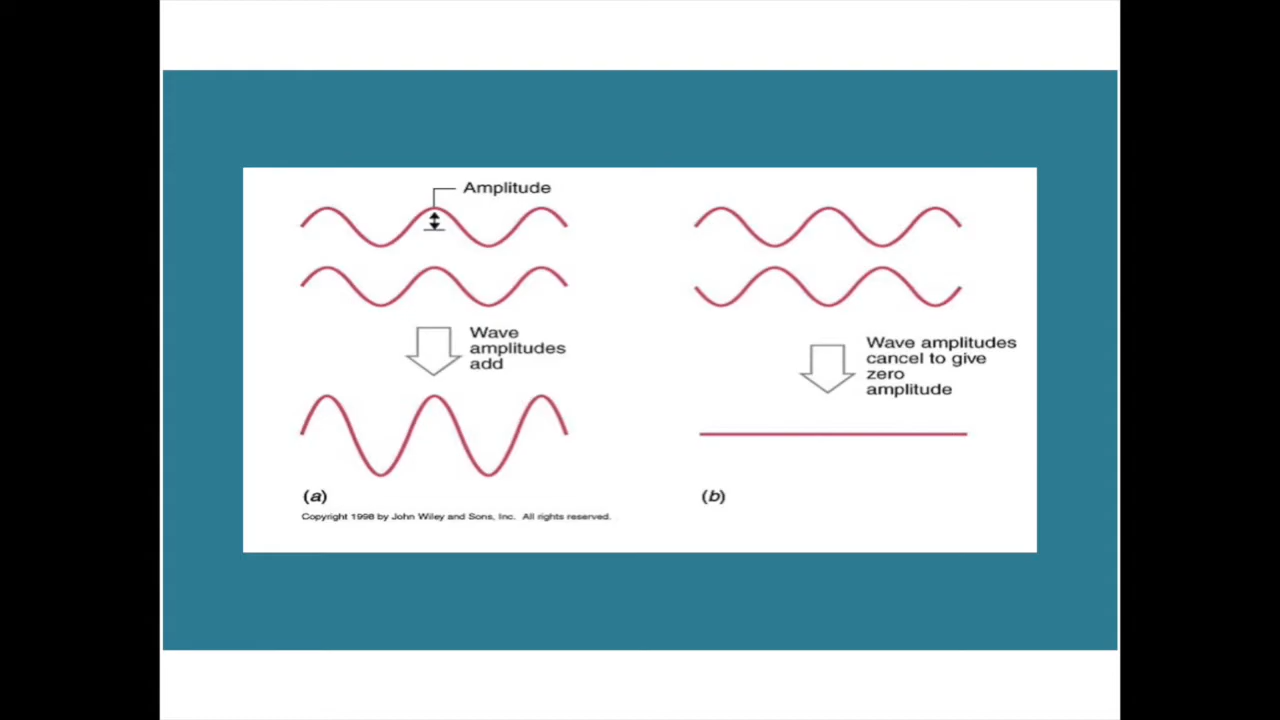 Amplitude
Wave
amplitudes
add
(a)
Copyright 1998 by John Wiley and Sons, Inc. All rights reserved.
Wave amplitudes
cancel to give
zero
amplitude
(b)